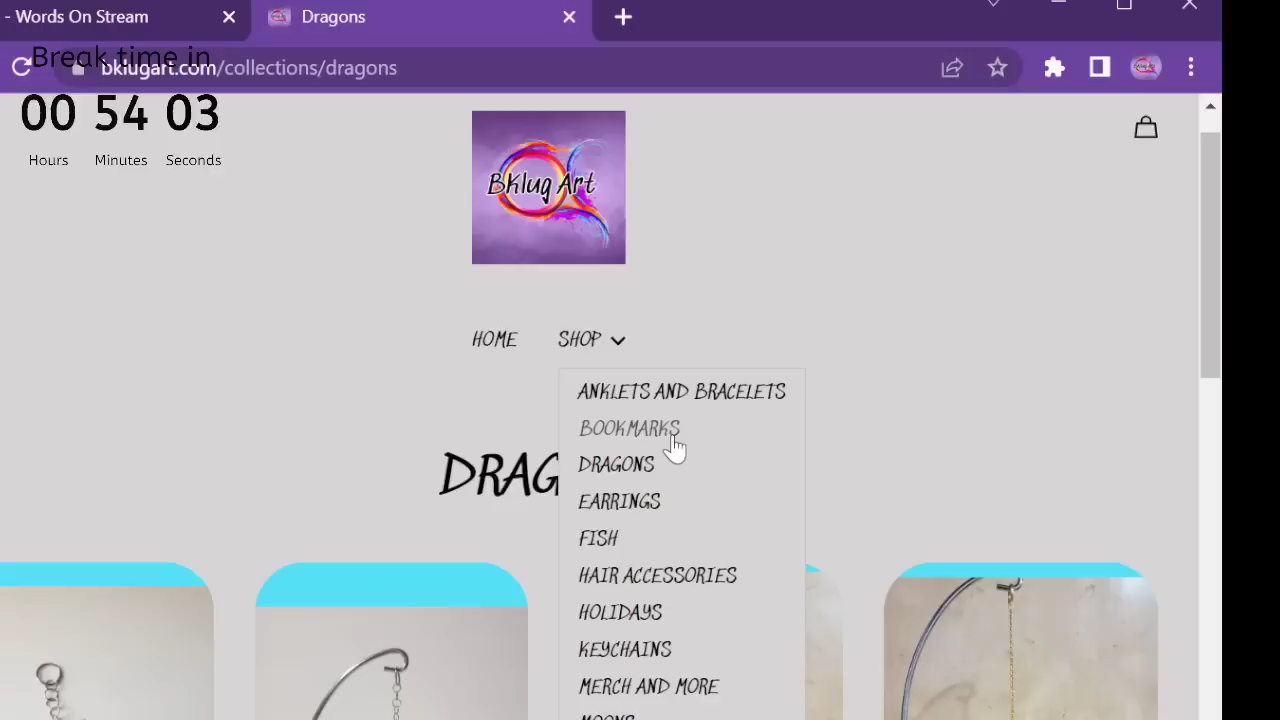 - Words On Stream
Dragons
Break time in
bklugart.com/collections/dragons
00 54 03
Hours Minutes Seconds
BKlug Art
HOME SHOP
ANKLETS AND BRACELETS
BOOKMARKS
DRAGONS
DRAG
EARRINGS
FISH
HAIR ACCESSORIES
HOLIDAYS
KEYCHAINS
MERCH AND MORE
MOONS